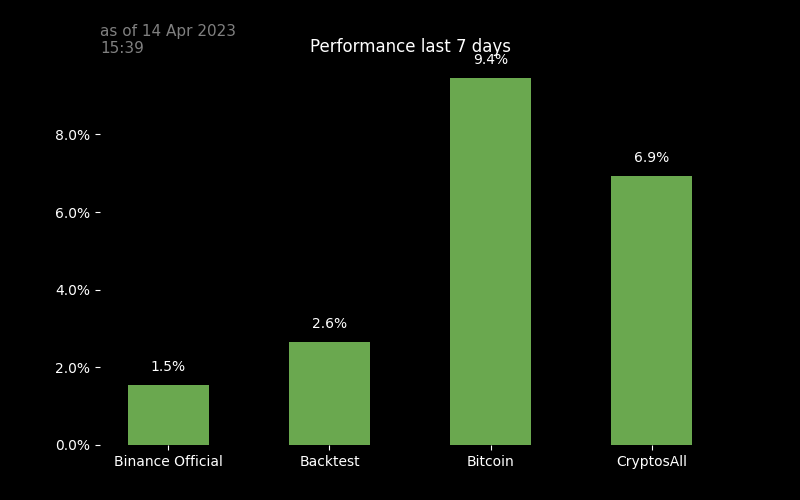 as of 14 Apr 2023
15:39
Performance last 7 days
9.4%
8.0%
6.9%
6.0%
4.0%
2.6%
2.0%
1.5%
0.0%
Binance Official
Backtest
Bitcoin
CryptosAll